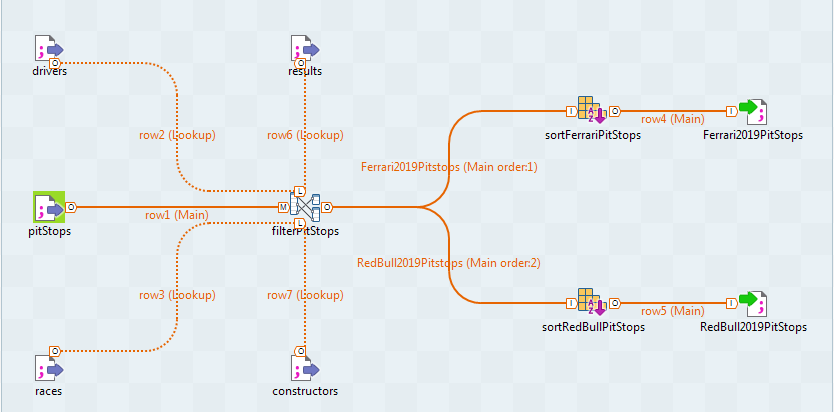 drivers
results
row2 (Lookup)
row6 (Lookup)
sortFerrariPitStops
row4 (Main)
Ferrari2019PitStops
Ferrari2019Pitstops (Main order:1)
pitStops
row1 (Main)
filterPitStops
RedBull2019Pitstops (Main order:2)
row3 (Lookup)
row7 (Lookup)
sortRedBullPitStops
row5 (Main)
RedBull2019PitStops
races
constructors